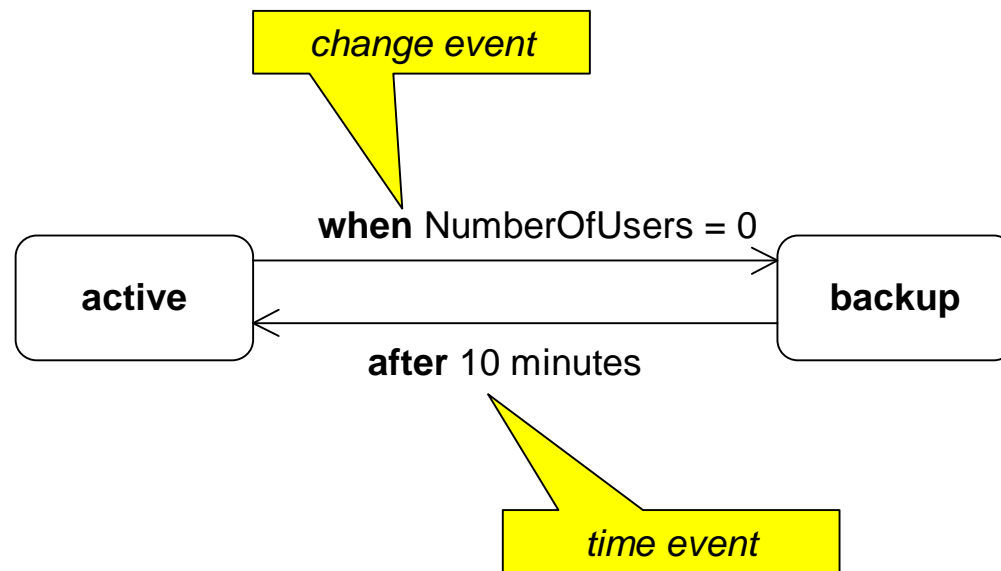 change event
when NumberOfUsers = 0
active
backup
after 10 minutes
time event